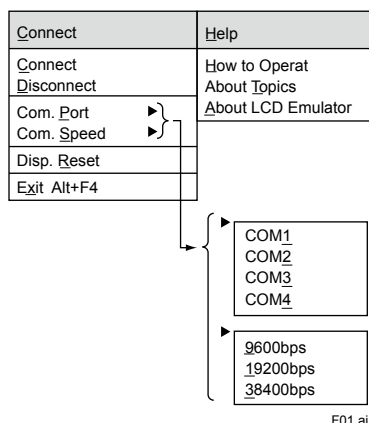 Connect
Connect
Disconnect
Com. Port
Com. Speed
Disp. Reset
Exit Alt+F4
Help
How to Operat
About Topics
About LCD Emulator
COM1
COM2
COM3
COM4
9600bps
19200bps
38400bps
F01.ai